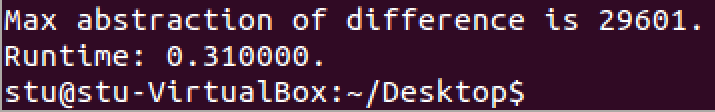 Max abstraction of difference is 29601.
Runtime: 0.310000.
stu@stu-VirtualBox:~/Desktop$